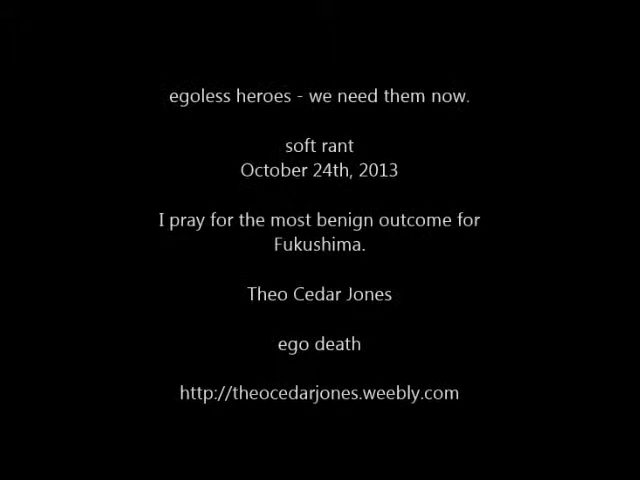 egoless heroes - we need them now.
soft rant
October 24th, 2013
I pray for the most benign outcome for
Fukushima.
Theo Cedar Jones
ego death
http://theocedarjones.weebly.com